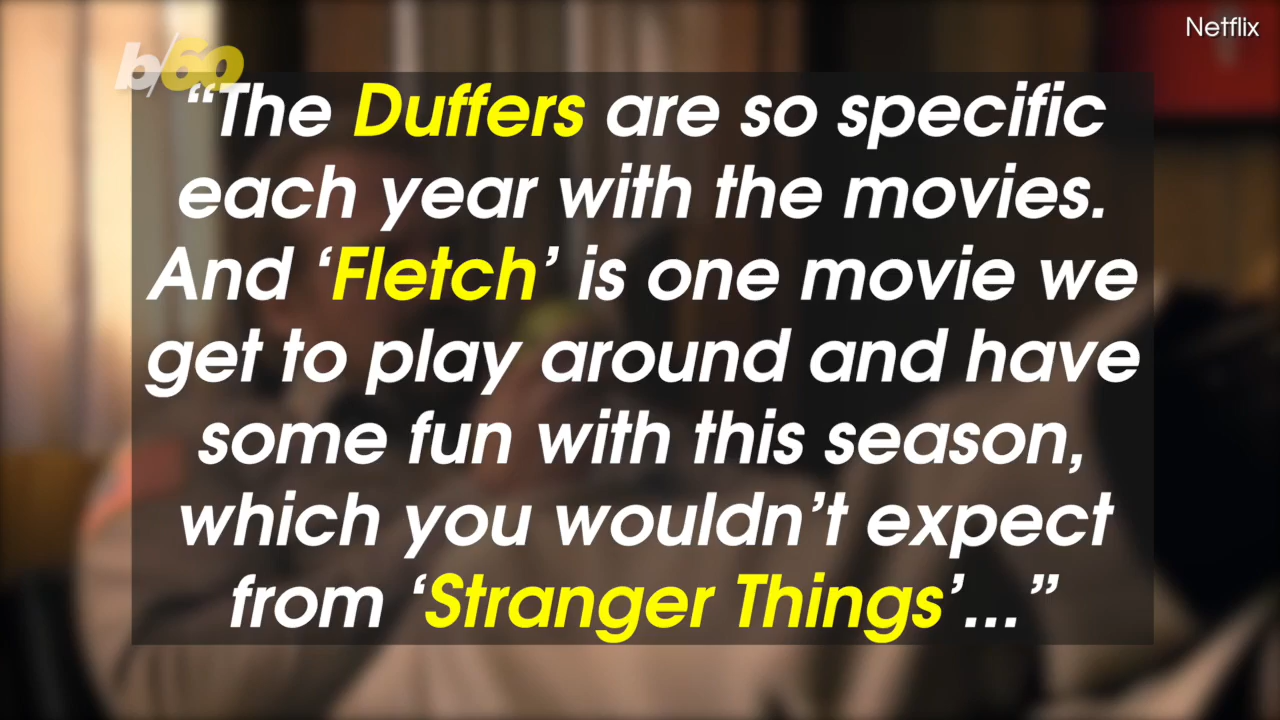 Netflix
b/60
“The Duffers are so specific
each year with the movies.
And ‘Fletch’ is one movie we
get to play around and have
some fun with this season,
which you wouldn’t expect
from ‘Stranger Things’...”